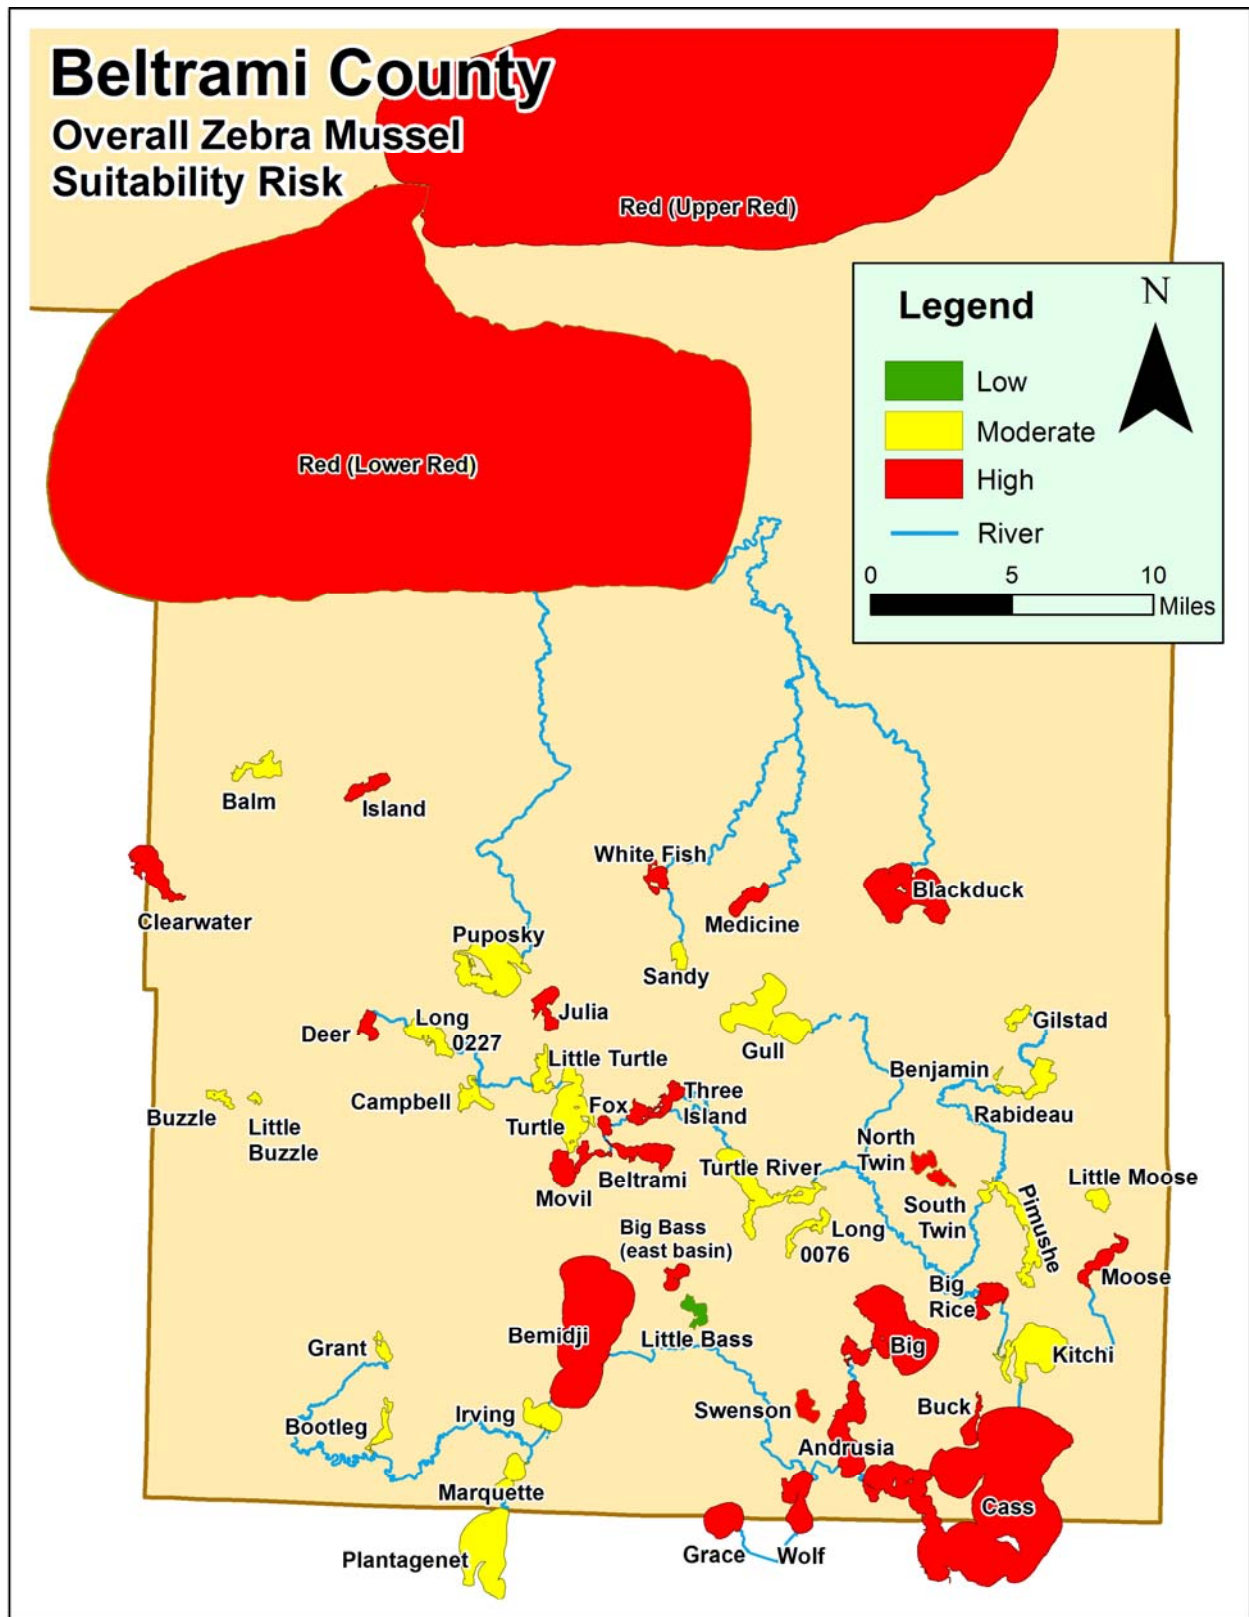 Beltrami County
Overall Zebra Mussel
Suitability Risk
Red (Upper Red)
Legend
N
Low
Moderate
High
River
0 5 10
Miles
Red (Lower Red)
Balm
Island
White Fish
Blackduck
Clearwater
Medicine
Puposky
Sandy
Julia
Long
0227
Deer
Gull
Gilstad
Little Turtle
Benjamin
Campbell
Three
Island
Fox
Rabideau
Buzzle
Little
Buzzle
Turtle
North
Twin
Turtle River
Beltrami
Little Moose
Movil
South
Twin
Pimushe
Big Bass
(east basin)
Long
0076
Moose
Big
Rice
Bemidji
Little Bass
Big
Grant
Kitchi
Swenson
Buck
Irving
Bootleg
Andrusia
Marquette
Cass
Plantagenet
Grace
Wolf